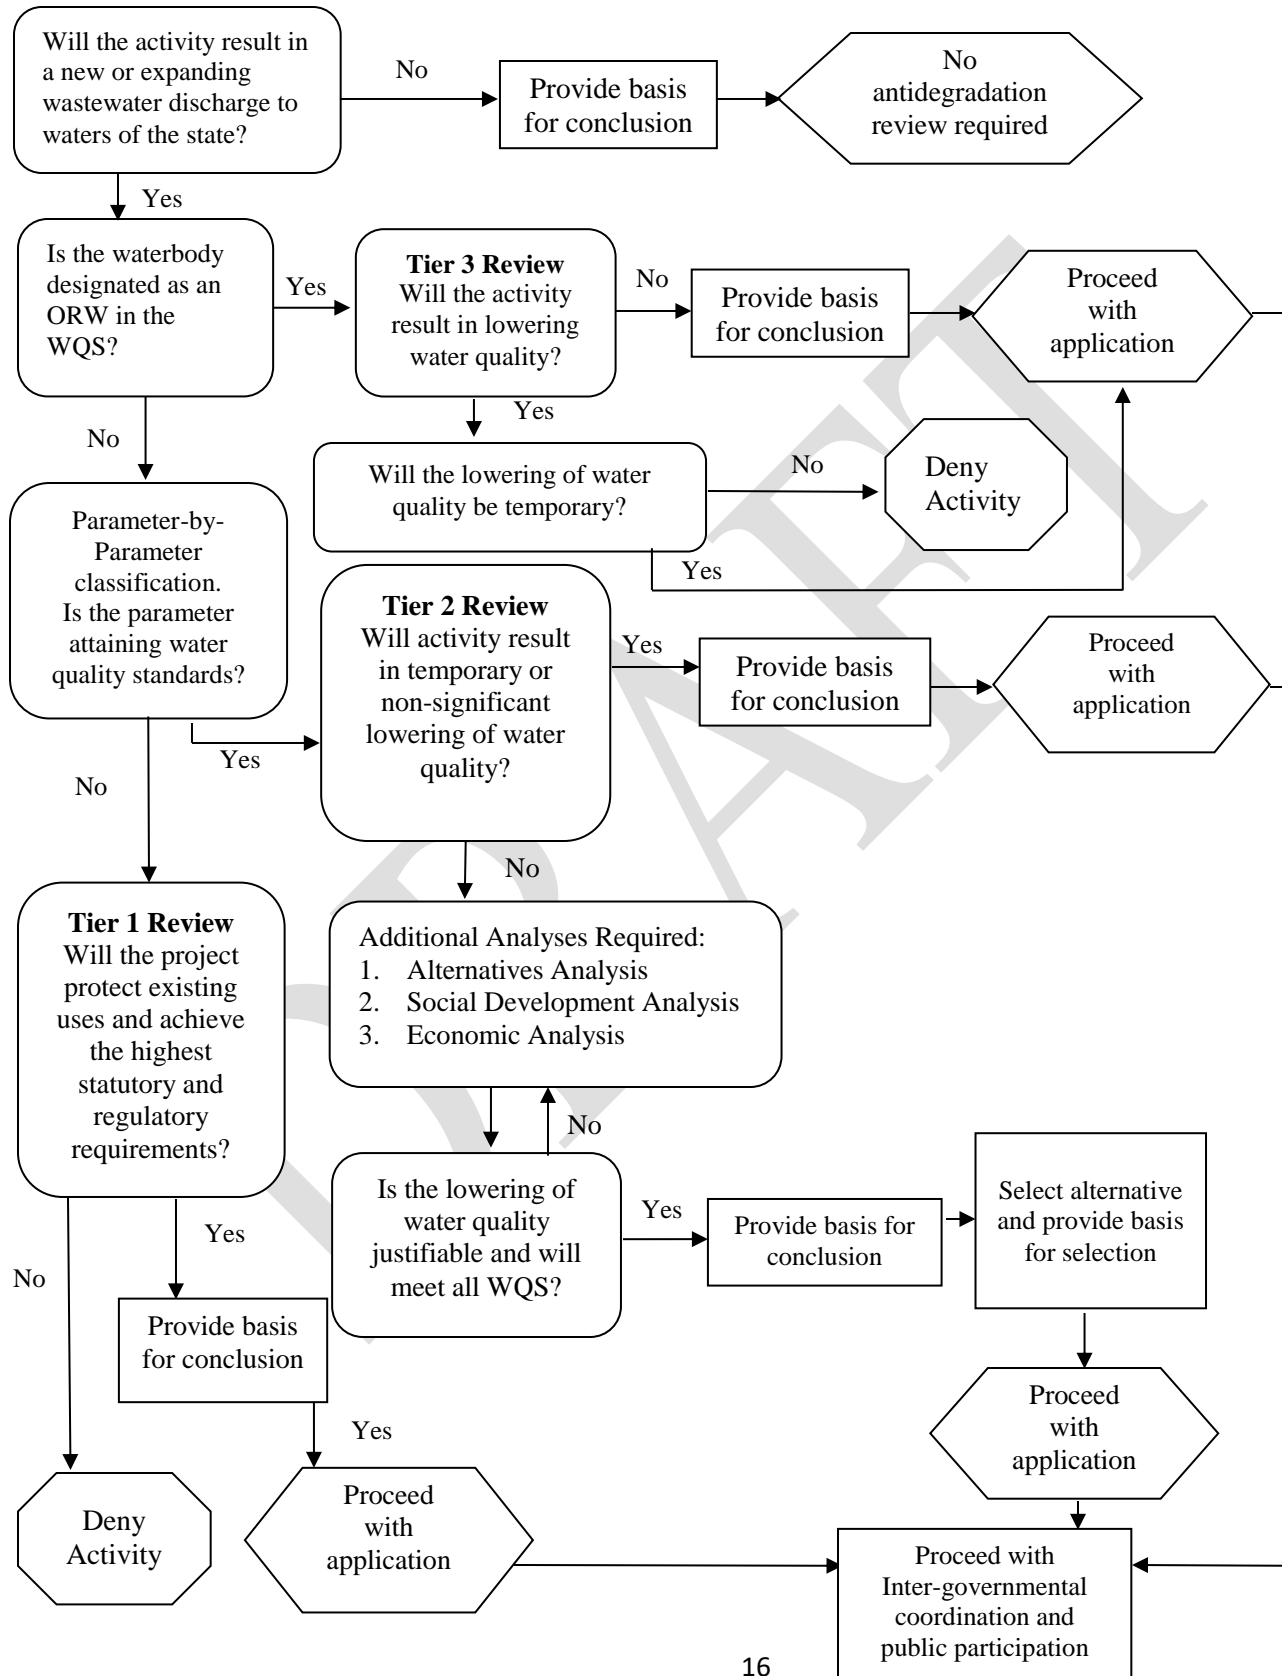 Will the activity result in
a new or expanding
wastewater discharge to
waters of the state?
No
Provide basis
for conclusion
No
antidegradation
review required
Yes
Is the waterbody
designated as an
ORW in the
WQS?
Yes
Tier 3 Review
Will the activity
result in lowering
water quality?
No
Provide basis
for conclusion
Proceed
with
application
No
Yes
Will the lowering of water
quality be temporary?
No
Deny
Activity
Yes
Parameter-by-
Parameter
classification.
Is the parameter
attaining water
quality standards?
Yes
Tier 2 Review
Will activity result
in temporary or
non-significant
lowering of water
quality?
Yes
Provide basis
for conclusion
Proceed
with
application
No
No
Tier 1 Review
Will the project
protect existing
uses and achieve
the highest
statutory and
regulatory
requirements?
Additional Analyses Required:
1. Alternatives Analysis
2. Social Development Analysis
3. Economic Analysis
No
Is the lowering of
water quality
justifiable and will
meet all WQS?
Yes
Provide basis for
conclusion
Select alternative
and provide basis
for selection
No
Yes
Provide basis
for conclusion
Yes
Proceed
with
application
Deny
Activity
Proceed
with
application
Proceed with
Inter-governmental
coordination and
public participation
16
DRAFT